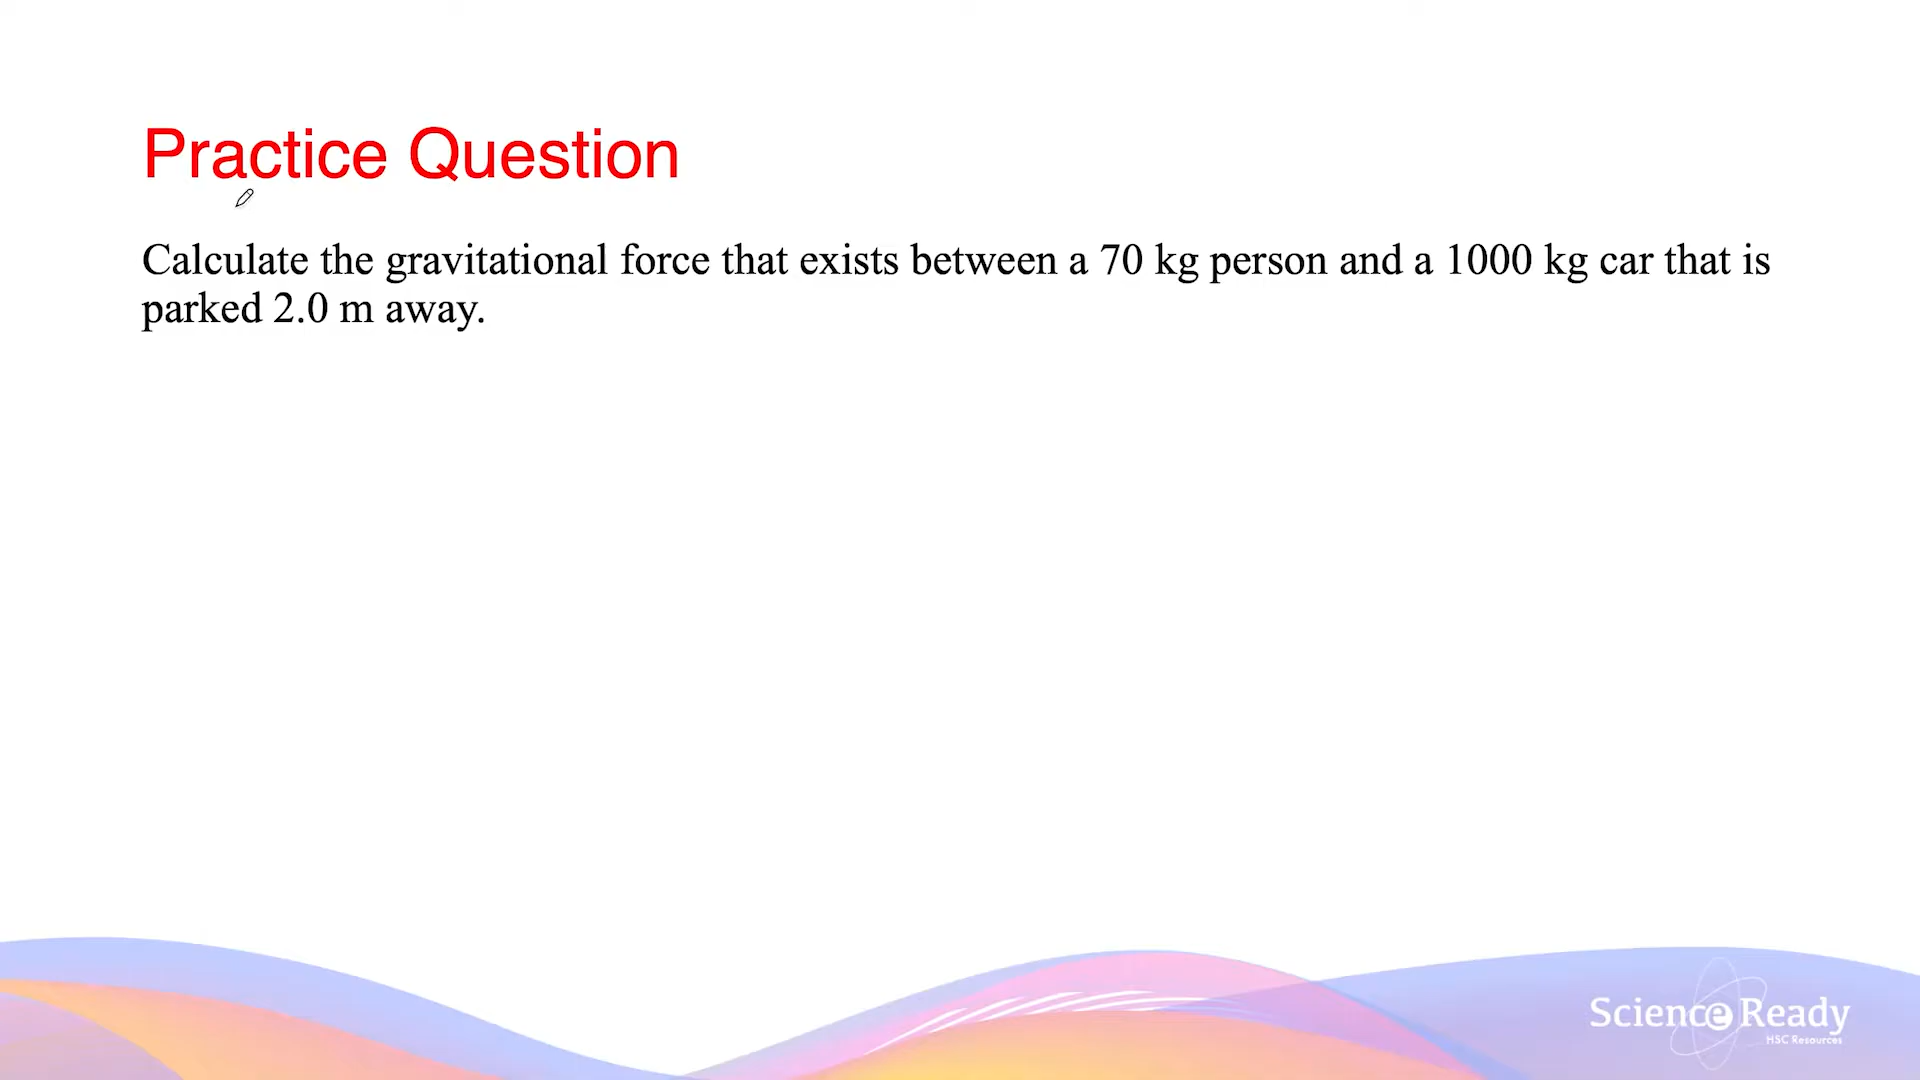 Practice Question
Calculate the gravitational force that exists between a 70 kg person and a 1000 kg car that is
parked 2.0 m away.
Science Ready
HSC Resources